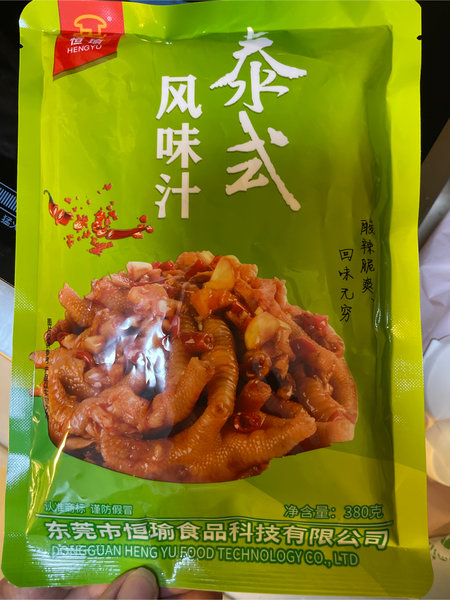 恒瑜
HENGYU
泰式
风味汁
酸辣脆爽、
回味无穷
认准商标 谨防假冒
净含量：380克
东莞市恒瑜食品科技有限公司
DONGGUAN HENG YU FOOD TECHNOLOGY CO., LTD